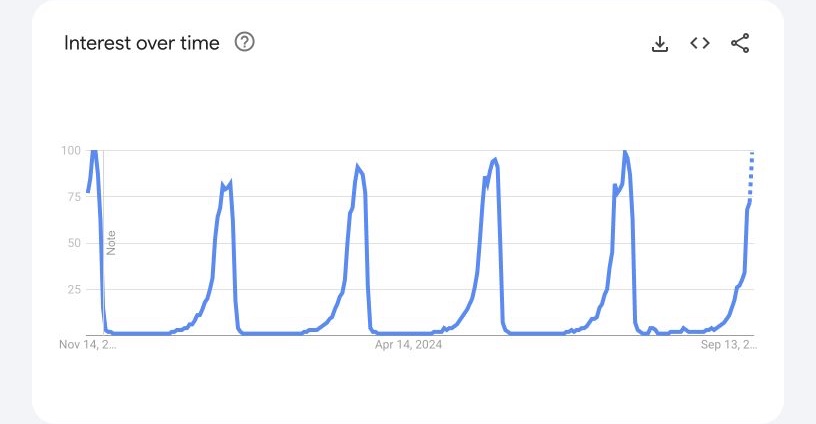 Interest over time
100
75
50
25
Note
Nov 14, 2...
Apr 14, 2024
Sep 13, 2...